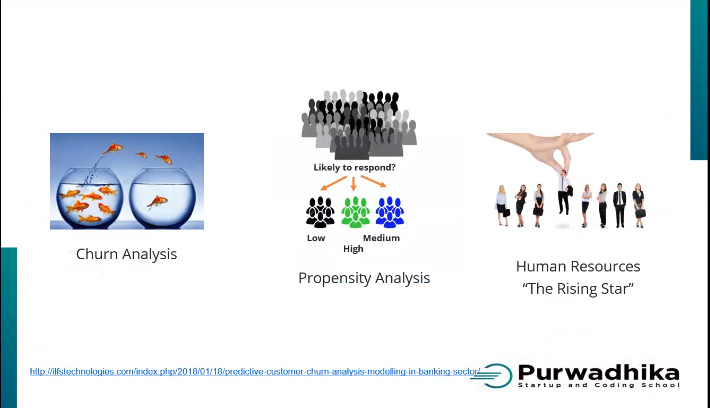 Likely to respond?
Low
Medium
High
Churn Analysis
Propensity Analysis
Human Resources
“The Rising Star”
http://ilfstechnologies.com/index.php/2018/01/18/predictive-customer-churn-analysis-modelling-in-banking-sector/
Purwadhika
Startup and Coding School